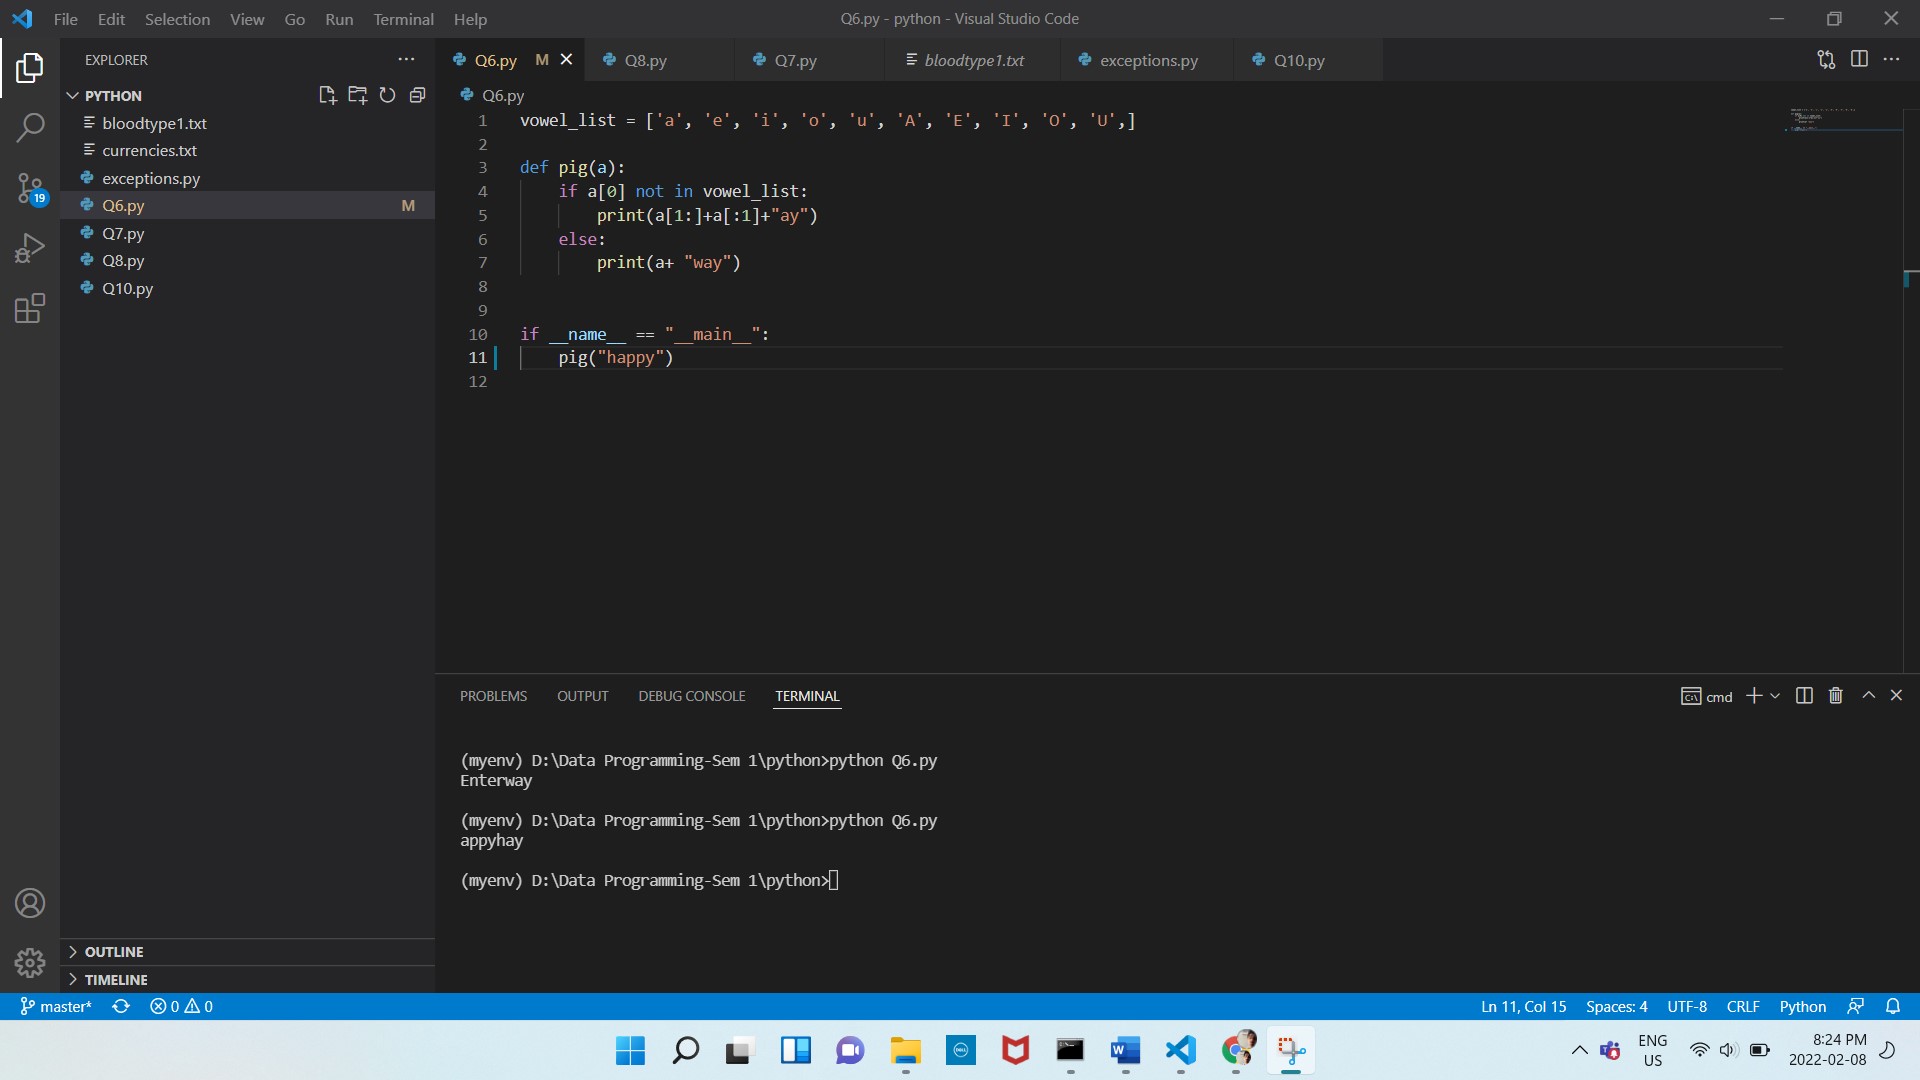 File Edit Selection View Go Run Terminal Help
Q6.py - python - Visual Studio Code
EXPLORER
PYTHON
bloodtype1.txt
currencies.txt
exceptions.py
Q6.py M
Q7.py
Q8.py
Q10.py
OUTLINE
TIMELINE
19
Q6.py M Q8.py Q7.py bloodtype1.txt exceptions.py Q10.py
Q6.py
1 vowel_list = ['a', 'e', 'i', 'o', 'u', 'A', 'E', 'I', 'O', 'U',]
2
3 def pig(a):
4 if a[0] not in vowel_list:
5 print(a[1:]+a[:1]+"ay")
6 else:
7 print(a+ "way")
8
9
10 if __name__ == "__main__":
11 pig("happy")
12
PROBLEMS OUTPUT DEBUG CONSOLE TERMINAL
cmd
(myenv) D:\Data Programming-Sem 1\python>python Q6.py
Enterway
(myenv) D:\Data Programming-Sem 1\python>python Q6.py
appyhay
(myenv) D:\Data Programming-Sem 1\python>
master* 0 0
Ln 11, Col 15 Spaces: 4 UTF-8 CRLF Python
ENG
US
8:24 PM
2022-02-08